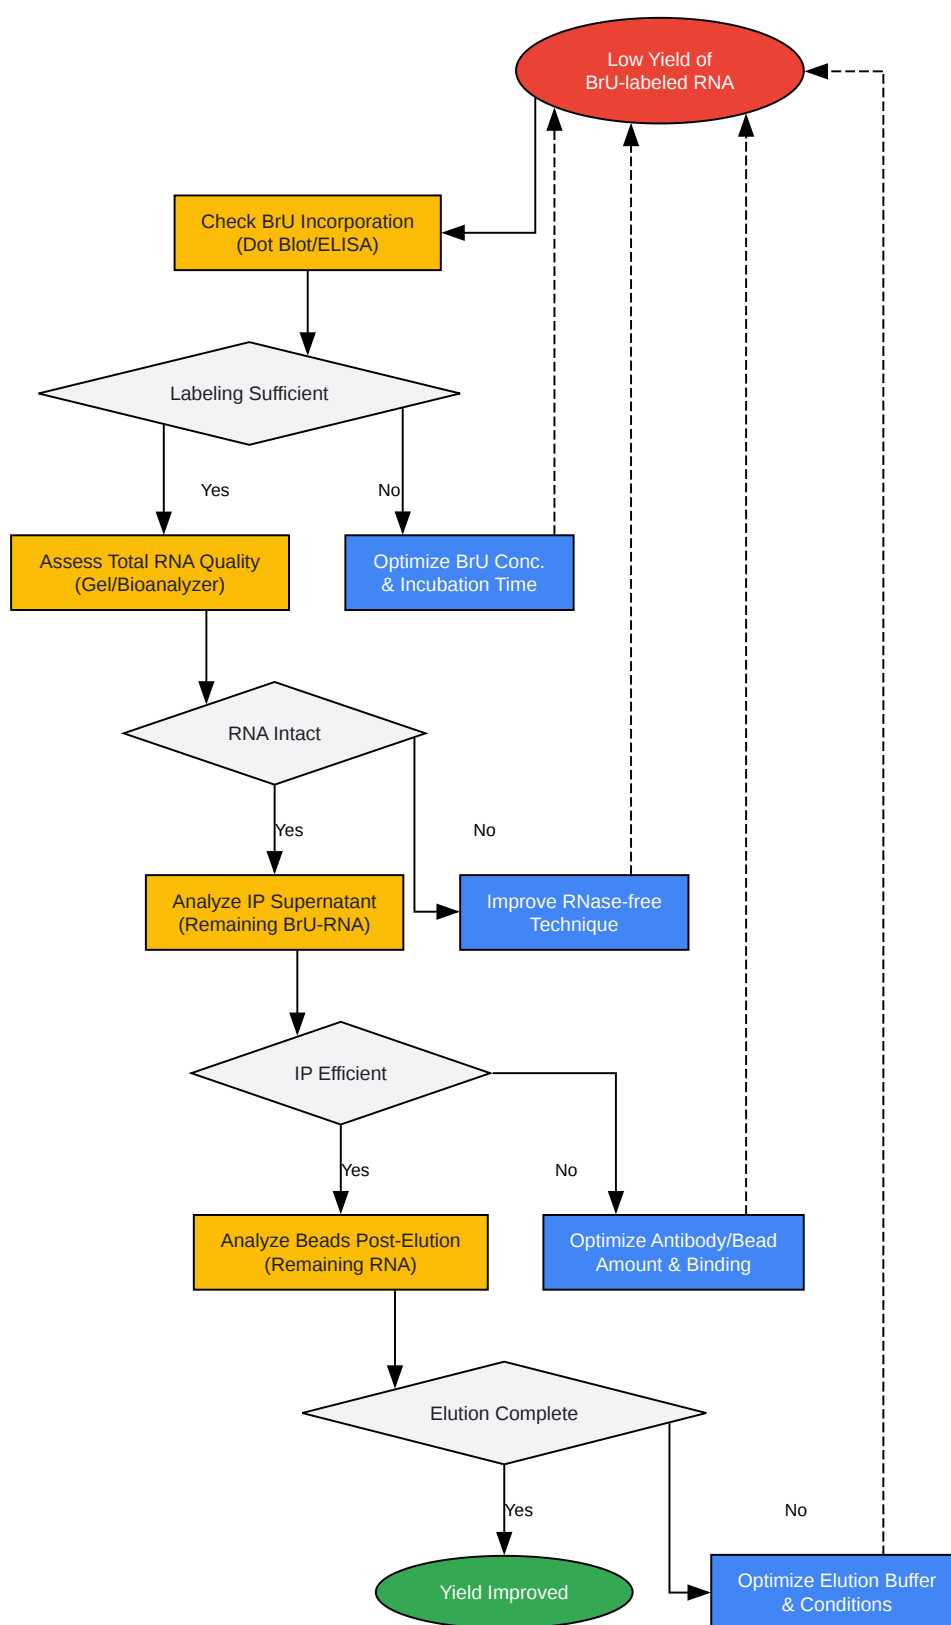 Low Yield of
BrU-labeled RNA
Check BrU Incorporation
(Dot Blot/ELISA)
Labeling Sufficient
Yes
No
Assess Total RNA Quality
(Gel/Bioanalyzer)
Optimize BrU Conc.
& Incubation Time
RNA Intact
Yes
No
Analyze IP Supernatant
(Remaining BrU-RNA)
Improve RNase-free
Technique
IP Efficient
Yes
No
Analyze Beads Post-Elution
(Remaining RNA)
Optimize Antibody/Bead
Amount & Binding
Elution Complete
Yes
No
Yield Improved
Optimize Elution Buffer
& Conditions